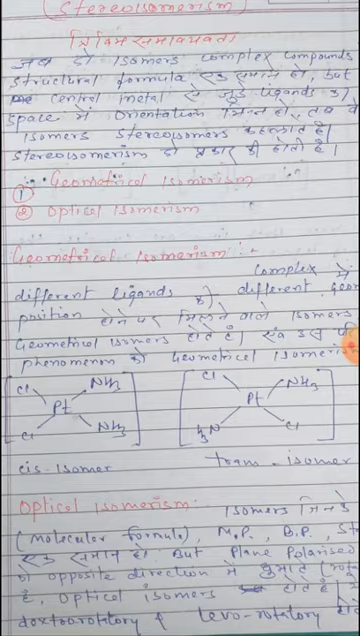 (Stereoisomerism)
त्रिविम समावयवता
जब दो Isomers complex compounds
structural formula एक समान हो, but
central metal से जुड़े ligands की
space में orientation भिन्न हो, तब वे
Isomers stereoisomers कहलाते हैं।
stereoisomerism दो प्रकार की होती है।
① Geometrical Isomerism
② Optical Isomerism
Geometrical Isomerism :-
complex में
different ligands की different Geom
position होने पर मिलने वाले Isomers
Geometrical isomers होते हैं। एवं इस
phenomenon को Geometrical Isomerism
Cl NH3 Cl NH3
Pt Pt
Cl NH3 H3N Cl
cis-isomer trans-isomer
Optical Isomerism Isomers जिनके
(molecular formula), M.P., B.P., St
एक समान हो. But Plane Polarised
को opposite direction में घुमाते (rot
हैं, optical isomers होते हैं
dextrorotatory & levo-rotatory